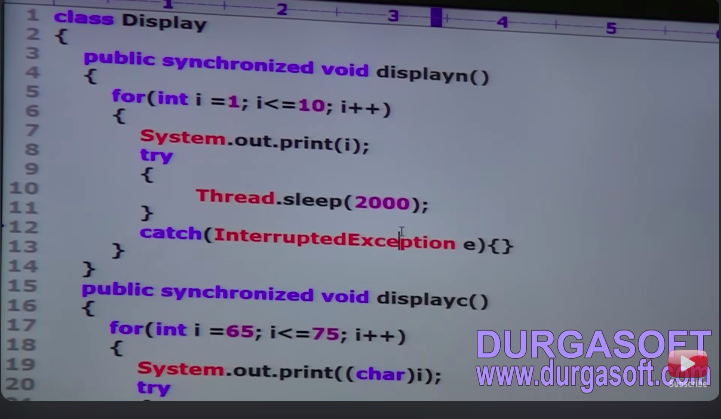 1 2 3 4 5
1 class Display
2 {
3 public synchronized void displayn()
4 {
5 for(int i =1; i<=10; i++)
6 {
7 System.out.print(i);
8 try
9 {
10 Thread.sleep(2000);
11 }
12 catch(InterruptedException e){}
13 }
14 }
15 public synchronized void displayc()
16 {
17 for(int i =65; i<=75; i++)
18 {
19 System.out.print((char)i);
20 try
21 {
DURGASOFT
www.durgasoft.com
SUBSCRIBE